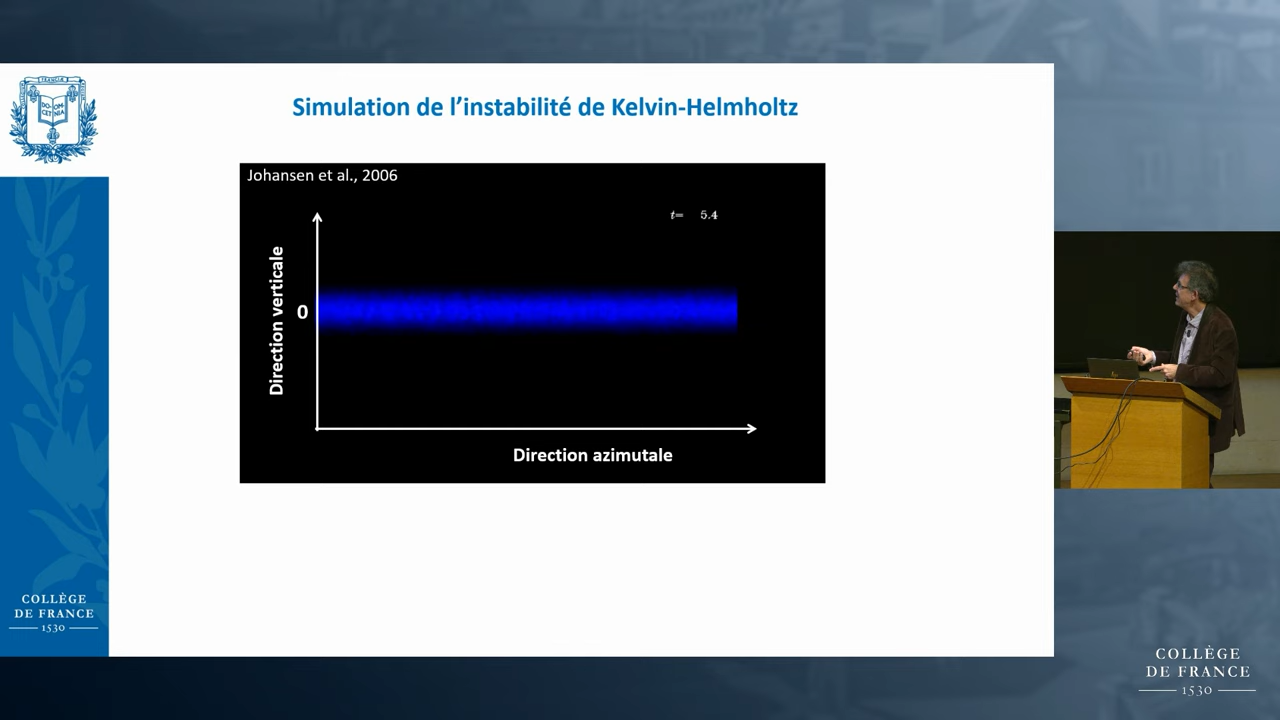 Simulation de l’instabilité de Kelvin-Helmholtz
Johansen et al., 2006
t= 5.4
Direction verticale
0
Direction azimutale
COLLÈGE
DE FRANCE
1530
COLLÈGE
DE FRANCE
1530